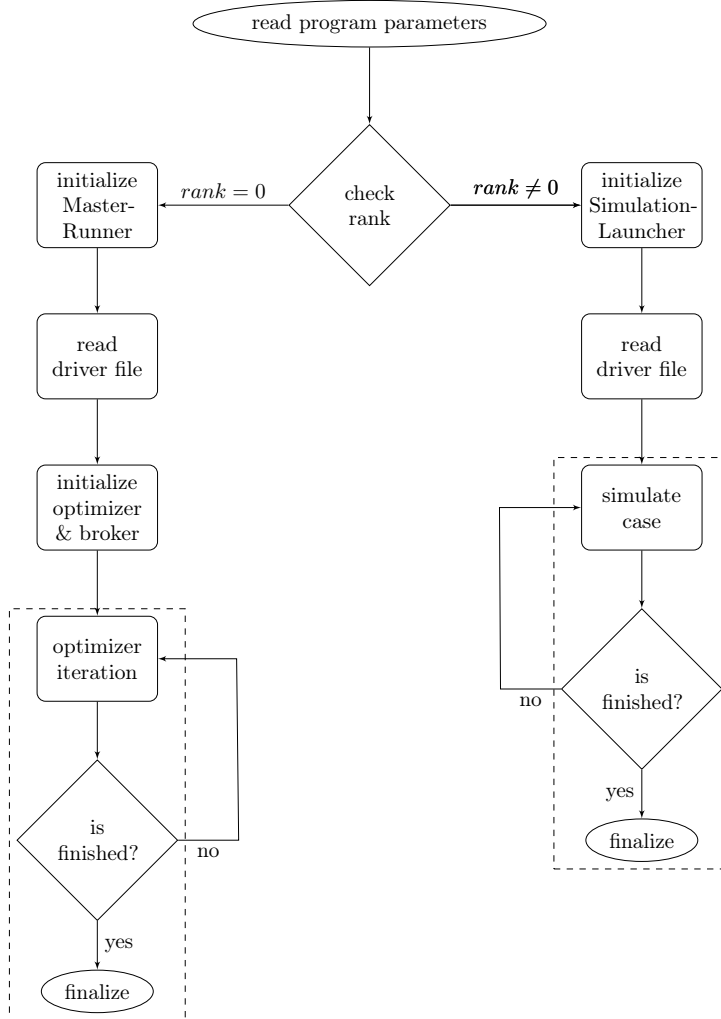 read program parameters
check
rank
rank = 0
rank ≠ 0
initialize
Master-
Runner
initialize
Simulation-
Launcher
read
driver file
read
driver file
initialize
optimizer
& broker
simulate
case
optimizer
iteration
is
finished?
no
yes
finalize
is
finished?
no
yes
finalize